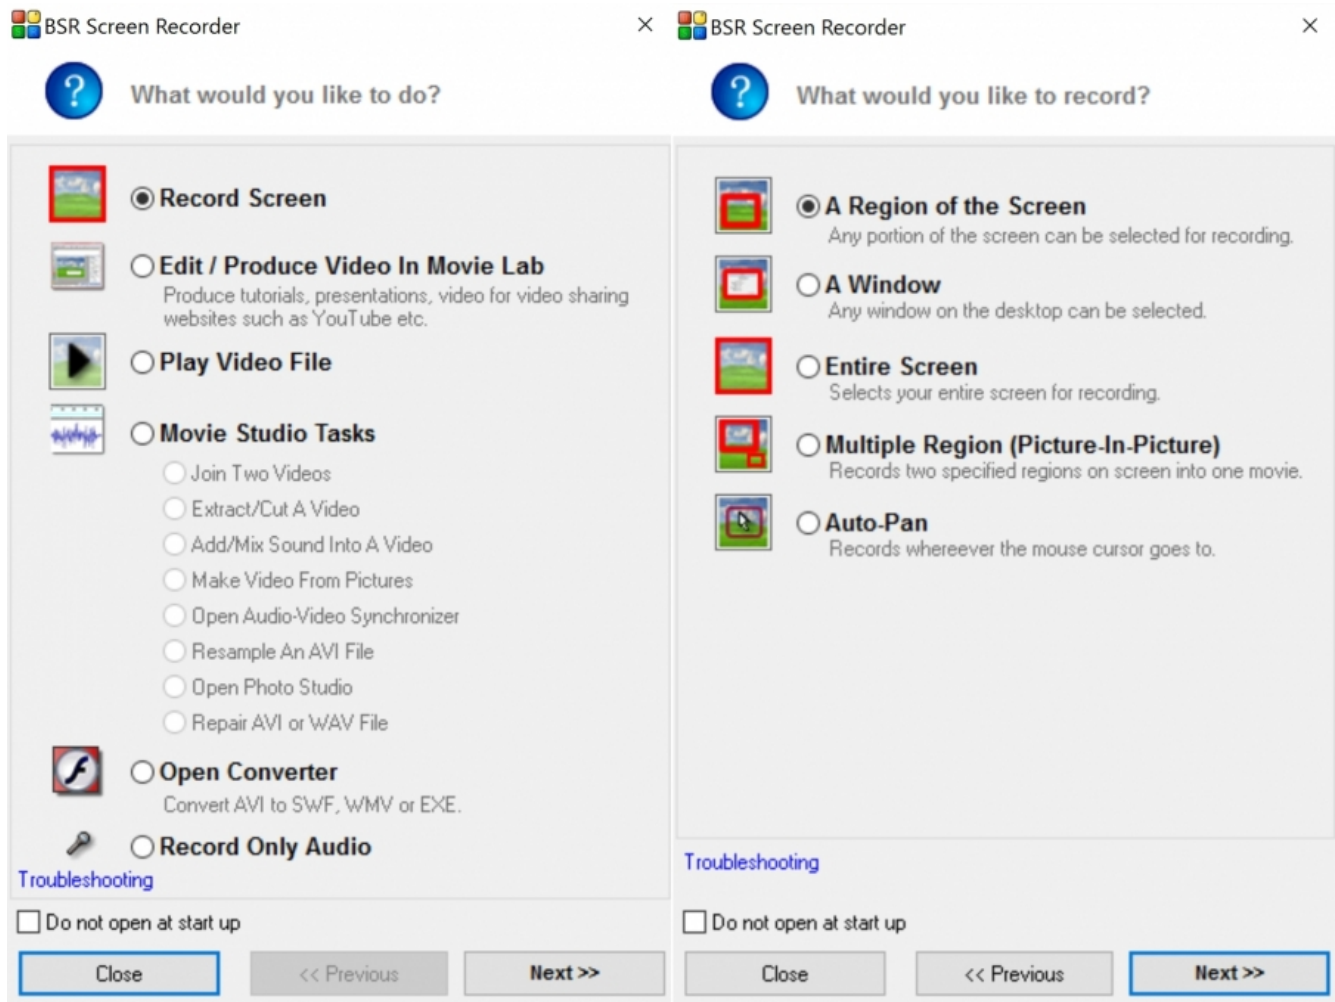 BSR Screen Recorder
What would you like to do?
Record Screen
Edit / Produce Video In Movie Lab
Produce tutorials, presentations, video for video sharing
websites such as YouTube etc.
Play Video File
Movie Studio Tasks
Join Two Videos
Extract/Cut A Video
Add/Mix Sound Into A Video
Make Video From Pictures
Open Audio-Video Synchronizer
Resample An AVI File
Open Photo Studio
Repair AVI or WAV File
Open Converter
Convert AVI to SWF, WMV or EXE.
Record Only Audio
Troubleshooting
Do not open at start up
Close
<< Previous
Next >>
BSR Screen Recorder
What would you like to record?
A Region of the Screen
Any portion of the screen can be selected for recording.
A Window
Any window on the desktop can be selected.
Entire Screen
Selects your entire screen for recording.
Multiple Region (Picture-In-Picture)
Records two specified regions on screen into one movie.
Auto-Pan
Records whereever the mouse cursor goes to.
Troubleshooting
Do not open at start up
Close
<< Previous
Next >>